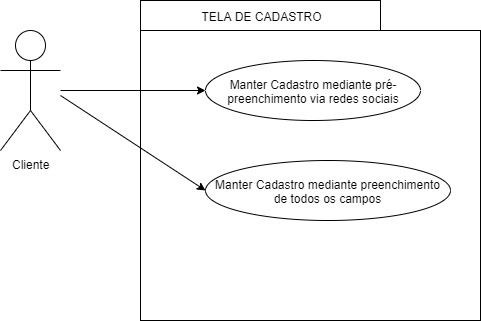 TELA DE CADASTRO
Manter Cadastro mediante pré-
preenchimento via redes sociais
Cliente
Manter Cadastro mediante preenchimento
de todos os campos